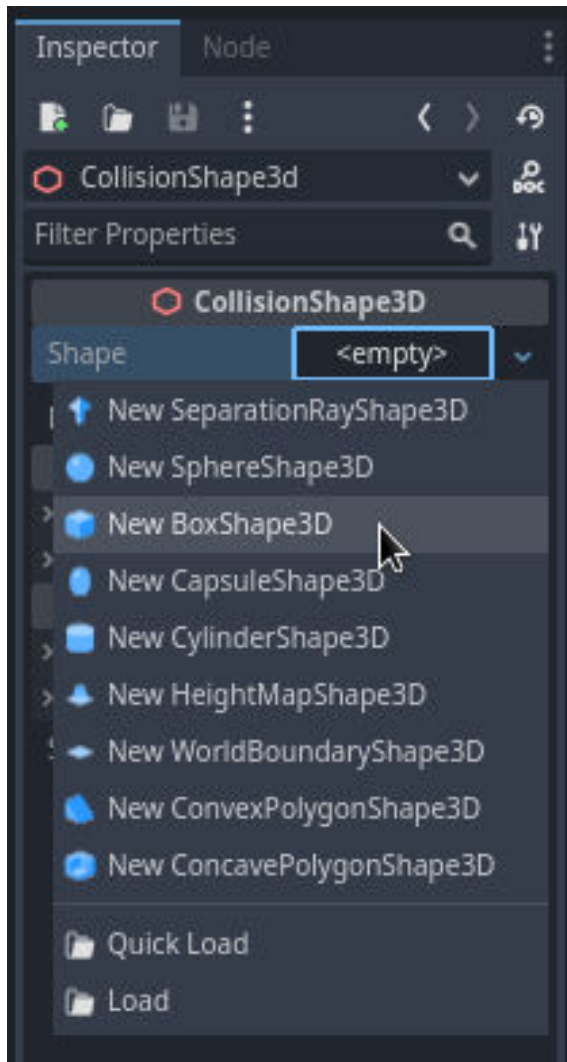 Inspector Node
DOC
CollisionShape3d
Filter Properties
CollisionShape3D
Shape <empty>
New SeparationRayShape3D
New SphereShape3D
New BoxShape3D
New CapsuleShape3D
New CylinderShape3D
New HeightMapShape3D
New WorldBoundaryShape3D
New ConvexPolygonShape3D
New ConcavePolygonShape3D
Quick Load
Load